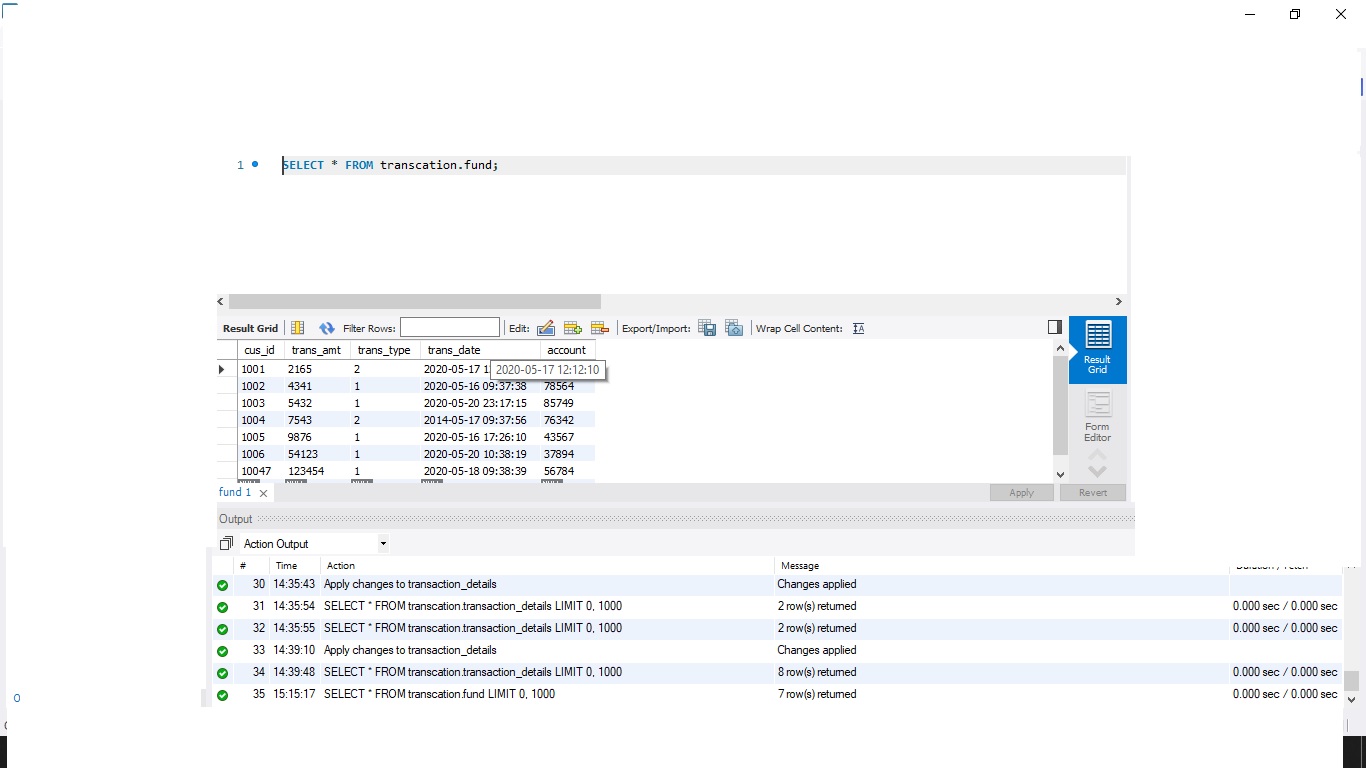 1 SELECT * FROM transcation.fund;
Result Grid Filter Rows: Edit: Export/Import: Wrap Cell Content: IA
cus_id trans_amt trans_type trans_date account
1001 2165 2 2020-05-17 2020-05-17 12:12:10
1002 4341 1 2020-05-16 09:37:38 78564
1003 5432 1 2020-05-20 23:17:15 85749
1004 7543 2 2014-05-17 09:37:56 76342
1005 9876 1 2020-05-16 17:26:10 43567
1006 54123 1 2020-05-20 10:38:19 37894
10047 123454 1 2020-05-18 09:38:39 56784
Result
Grid
Form
Editor
fund 1 Apply Revert
Output
Action Output
# Time Action Message
30 14:35:43 Apply changes to transaction_details Changes applied
31 14:35:54 SELECT * FROM transcation.transaction_details LIMIT 0, 1000 2 row(s) returned 0.000 sec / 0.000 sec
32 14:35:55 SELECT * FROM transcation.transaction_details LIMIT 0, 1000 2 row(s) returned 0.000 sec / 0.000 sec
33 14:39:10 Apply changes to transaction_details Changes applied
34 14:39:48 SELECT * FROM transcation.transaction_details LIMIT 0, 1000 8 row(s) returned 0.000 sec / 0.000 sec
35 15:15:17 SELECT * FROM transcation.fund LIMIT 0, 1000 7 row(s) returned 0.000 sec / 0.000 sec